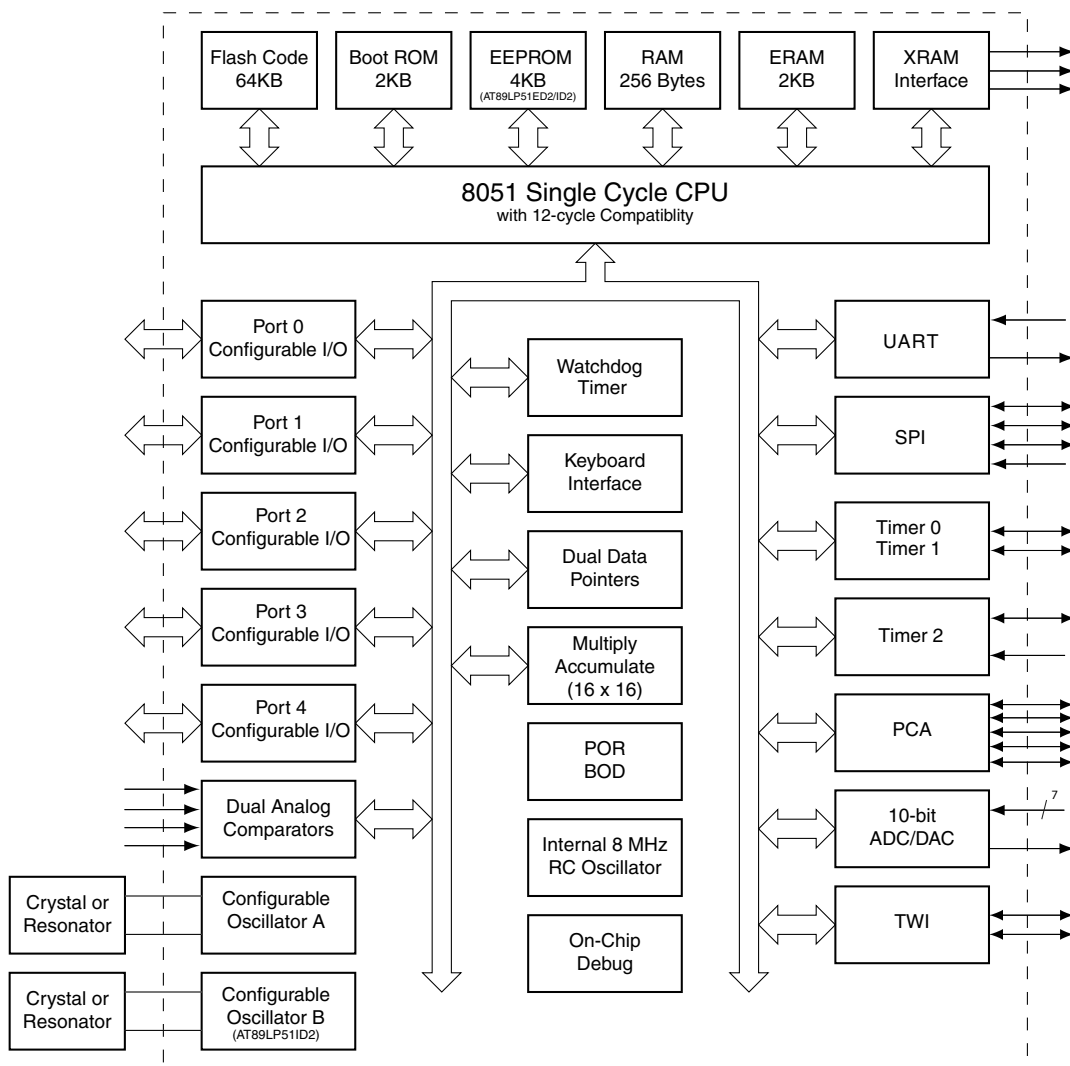 Flash Code
64KB
Boot ROM
2KB
EEPROM
4KB
(AT89LP51ED2/ID2)
RAM
256 Bytes
ERAM
2KB
XRAM
Interface
8051 Single Cycle CPU
with 12-cycle Compatiblity
Port 0
Configurable I/O
Port 1
Configurable I/O
Port 2
Configurable I/O
Port 3
Configurable I/O
Port 4
Configurable I/O
Dual Analog
Comparators
Crystal or
Resonator
Configurable
Oscillator A
Crystal or
Resonator
Configurable
Oscillator B
(AT89LP51ID2)
Watchdog
Timer
Keyboard
Interface
Dual Data
Pointers
Multiply
Accumulate
(16 x 16)
POR
BOD
Internal 8 MHz
RC Oscillator
On-Chip
Debug
UART
SPI
Timer 0
Timer 1
Timer 2
PCA
10-bit
ADC/DAC
7
TWI